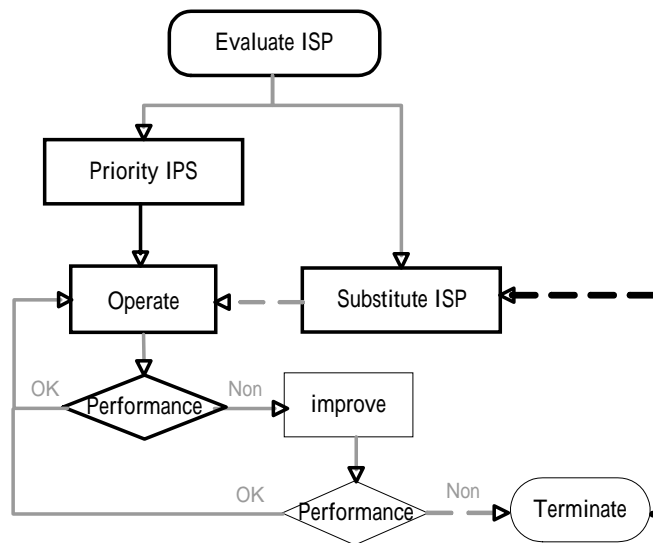 Evaluate ISP
Priority IPS
Operate
Substitute ISP
OK
Performance
Non
improve
OK
Performance
Non
Terminate